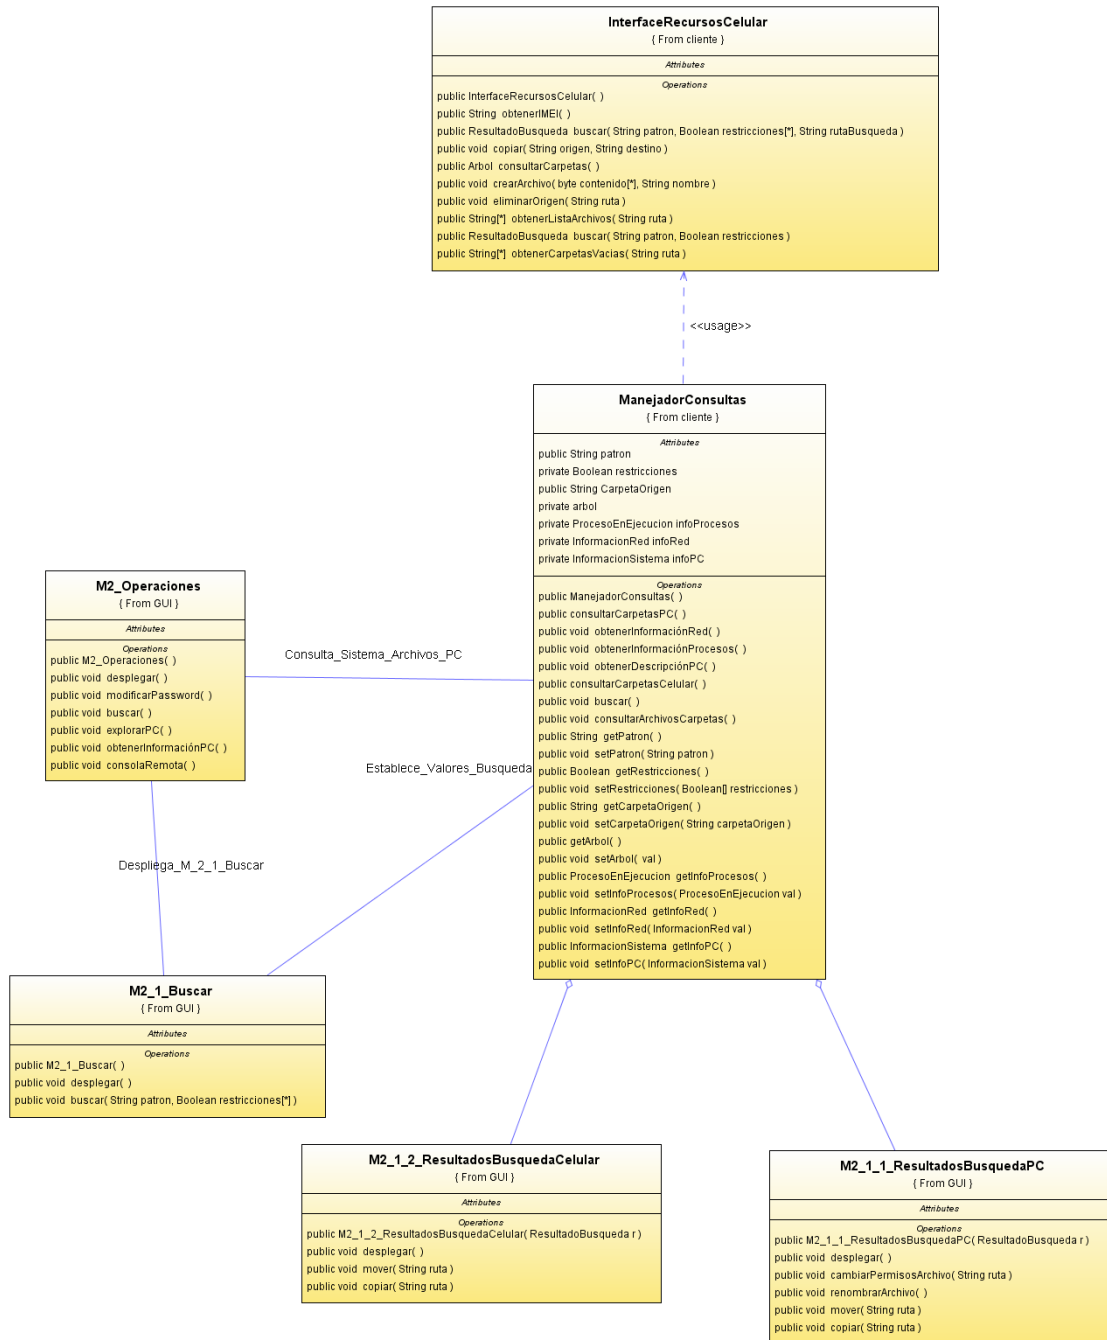 InterfaceRecursosCelular
{ From cliente }
Attributes
Operations
public InterfaceRecursosCelular( )
public String obtenerIMEI( )
public ResultadoBusqueda buscar( String patron, Boolean restricciones[*], String rutaBusqueda )
public void copiar( String origen, String destino )
public Arbol consultarCarpetas( )
public void crearArchivo( byte contenido[*], String nombre )
public void eliminarOrigen( String ruta )
public String[*] obtenerListaArchivos( String ruta )
public ResultadoBusqueda buscar( String patron, Boolean restricciones )
public String[*] obtenerCarpetasVacias( String ruta )
<<usage>>
ManejadorConsultas
{ From cliente }
Attributes
public String patron
private Boolean restricciones
public String CarpetaOrigen
private arbol
private ProcesoEnEjecucion infoProcesos
private InformacionRed infoRed
private InformacionSistema infoPC
Operations
public ManejadorConsultas( )
public consultarCarpetasPC( )
public void obtenerInformaciónRed( )
public void obtenerInformaciónProcesos( )
public void obtenerDescripciónPC( )
public consultarCarpetasCelular( )
public void buscar( )
public void consultarArchivosCarpetas( )
public String getPatron( )
public void setPatron( String patron )
public Boolean getRestricciones( )
public void setRestricciones( Boolean[] restricciones )
public String getCarpetaOrigen( )
public void setCarpetaOrigen( String carpetaOrigen )
public getArbol( )
public void setArbol( val )
public ProcesoEnEjecucion getInfoProcesos( )
public void setInfoProcesos( ProcesoEnEjecucion val )
public InformacionRed getInfoRed( )
public void setInfoRed( InformacionRed val )
public InformacionSistema getInfoPC( )
public void setInfoPC( InformacionSistema val )
M2_Operaciones
{ From GUI }
Attributes
Operations
public M2_Operaciones( )
public void desplegar( )
public void modificarPassword( )
public void buscar( )
public void explorarPC( )
public void obtenerInformaciónPC( )
public void consolaRemota( )
Consulta_Sistema_Archivos_PC
Establece_Valores_Busqueda
Despliega_M_2_1_Buscar
M2_1_Buscar
{ From GUI }
Attributes
Operations
public M2_1_Buscar( )
public void desplegar( )
public void buscar( String patron, Boolean restricciones[*] )
M2_1_2_ResultadosBusquedaCelular
{ From GUI }
Attributes
Operations
public M2_1_2_ResultadosBusquedaCelular( ResultadoBusqueda r )
public void desplegar( )
public void mover( String ruta )
public void copiar( String ruta )
M2_1_1_ResultadosBusquedaPC
{ From GUI }
Attributes
Operations
public M2_1_1_ResultadosBusquedaPC( ResultadoBusqueda r )
public void desplegar( )
public void cambiarPermisosArchivo( String ruta )
public void renombrarArchivo( )
public void mover( String ruta )
public void copiar( String ruta )